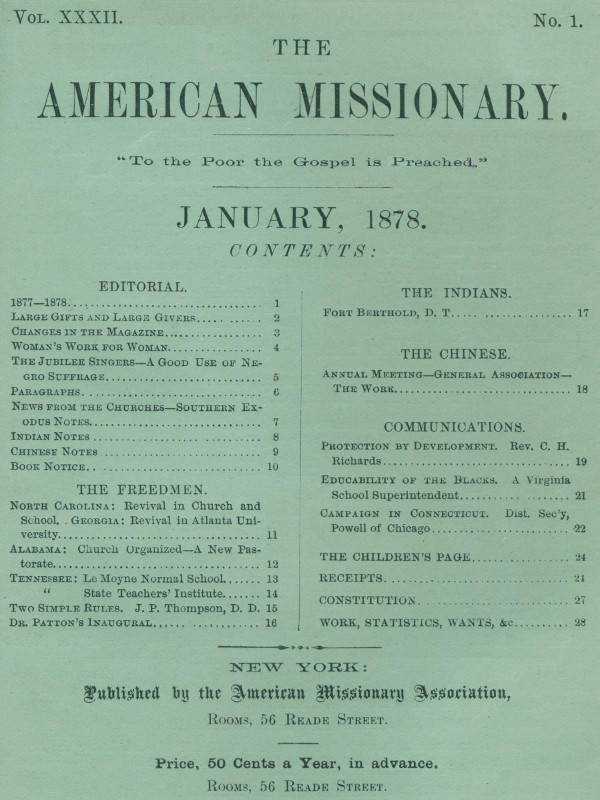 VOL. XXXII.
No. 1.
THE
AMERICAN MISSIONARY.
"To the Poor the Gospel is Preached."
JANUARY, 1878.
CONTENTS:
EDITORIAL.
1877—1878. 1
LARGE GIFTS AND LARGE GIVERS. 2
CHANGES IN THE MAGAZINE. 3
WOMAN'S WORK FOR WOMAN. 4
THE JUBILEE SINGERS—A GOOD USE OF NE-
GRO SUFFRAGE. 5
PARAGRAPHS. 6
NEWS FROM THE CHURCHES—SOUTHERN EX-
ODUS NOTES. 7
INDIAN NOTES 8
CHINESE NOTES 9
BOOK NOTICE. 10
THE FREEDMEN.
NORTH CAROLINA: Revival in Church and
School. . GEORGIA: Revival in Atlanta Uni-
versity. 11
ALABAMA: Church Organized—A New Pas-
torate. 12
TENNESSEE: Le Moyne Normal School. 13
" State Teachers' Institute. 14
TWO SIMPLE RULES. J. P. THOMPSON, D. D. 15
DR. PATTON'S INAUGURAL. 16
THE INDIANS.
FORT BERTHOLD, D. T. 17
THE CHINESE.
ANNUAL MEETING—GENERAL ASSOCIATION—
THE WORK. 18
COMMUNICATIONS.
PROTECTION BY DEVELOPMENT. Rev. C. H.
Richards. 19
EDUCABILITY OF THE BLACKS. A Virginia
School Superintendent. 21
CAMPAIGN IN CONNECTICUT. Dist. Sec'y,
Powell of Chicago. 22
THE CHILDREN'S PAGE. 24
RECEIPTS. 24
CONSTITUTION. 27
WORK, STATISTICS, WANTS, &c. 28
NEW YORK:
Published by the American Missionary Association,
ROOMS, 56 READE STREET.
Price, 50 Cents a Year, in advance.
ROOMS, 56 READE STREET.